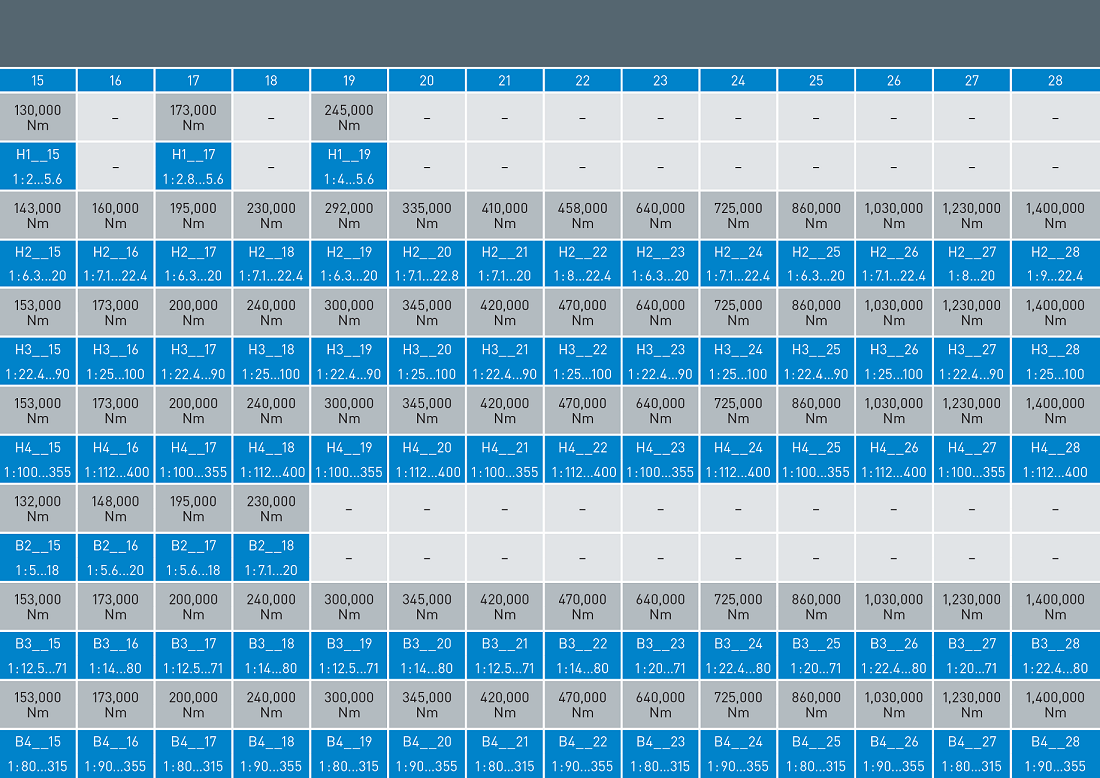 15 16 17 18 19 20 21 22 23 24 25 26 27 28
130,000 Nm – 173,000 Nm – 245,000 Nm – – – – – – – – –
H1__15 – H1__17 – H1__19 – – – – – – – – –
1:2...5.6 1:2.8...5.6 1:4...5.6
143,000 Nm 160,000 Nm 195,000 Nm 230,000 Nm 292,000 Nm 335,000 Nm 410,000 Nm 458,000 Nm 640,000 Nm 725,000 Nm 860,000 Nm 1,030,000 Nm 1,230,000 Nm 1,400,000 Nm
H2__15 H2__16 H2__17 H2__18 H2__19 H2__20 H2__21 H2__22 H2__23 H2__24 H2__25 H2__26 H2__27 H2__28
1:6.3...20 1:7.1...22.4 1:6.3...20 1:7.1...22.4 1:6.3...20 1:7.1...22.8 1:7.1...20 1:8...22.4 1:6.3...20 1:7.1...22.4 1:6.3...20 1:7.1...22.4 1:8...20 1:9...22.4
153,000 Nm 173,000 Nm 200,000 Nm 240,000 Nm 300,000 Nm 345,000 Nm 420,000 Nm 470,000 Nm 640,000 Nm 725,000 Nm 860,000 Nm 1,030,000 Nm 1,230,000 Nm 1,400,000 Nm
H3__15 H3__16 H3__17 H3__18 H3__19 H3__20 H3__21 H3__22 H3__23 H3__24 H3__25 H3__26 H3__27 H3__28
1:22.4...90 1:25...100 1:22.4...90 1:25...100 1:22.4...90 1:25...100 1:22.4...90 1:25...100 1:22.4...90 1:25...100 1:22.4...90 1:25...100 1:22.4...90 1:25...100
153,000 Nm 173,000 Nm 200,000 Nm 240,000 Nm 300,000 Nm 345,000 Nm 420,000 Nm 470,000 Nm 640,000 Nm 725,000 Nm 860,000 Nm 1,030,000 Nm 1,230,000 Nm 1,400,000 Nm
H4__15 H4__16 H4__17 H4__18 H4__19 H4__20 H4__21 H4__22 H4__23 H4__24 H4__25 H4__26 H4__27 H4__28
1:100...355 1:112...400 1:100...355 1:112...400 1:100...355 1:112...400 1:100...355 1:112...400 1:100...355 1:112...400 1:100...355 1:112...400 1:100...355 1:112...400
132,000 Nm 148,000 Nm 195,000 Nm 230,000 Nm – – – – – – – – – –
B2__15 B2__16 B2__17 B2__18 – – – – – – – – – –
1:5...18 1:5.6...20 1:5.6...18 1:7.1...20
153,000 Nm 173,000 Nm 200,000 Nm 240,000 Nm 300,000 Nm 345,000 Nm 420,000 Nm 470,000 Nm 640,000 Nm 725,000 Nm 860,000 Nm 1,030,000 Nm 1,230,000 Nm 1,400,000 Nm
B3__15 B3__16 B3__17 B3__18 B3__19 B3__20 B3__21 B3__22 B3__23 B3__24 B3__25 B3__26 B3__27 B3__28
1:12.5...71 1:14...80 1:12.5...71 1:14...80 1:12.5...71 1:14...80 1:12.5...71 1:14...80 1:20...71 1:22.4...80 1:20...71 1:22.4...80 1:20...71 1:22.4...80
153,000 Nm 173,000 Nm 200,000 Nm 240,000 Nm 300,000 Nm 345,000 Nm 420,000 Nm 470,000 Nm 640,000 Nm 725,000 Nm 860,000 Nm 1,030,000 Nm 1,230,000 Nm 1,400,000 Nm
B4__15 B4__16 B4__17 B4__18 B4__19 B4__20 B4__21 B4__22 B4__23 B4__24 B4__25 B4__26 B4__27 B4__28
1:80...315 1:90...355 1:80...315 1:90...355 1:80...315 1:90...355 1:80...315 1:90...355 1:80...315 1:90...355 1:80...315 1:90...355 1:80...315 1:90...355